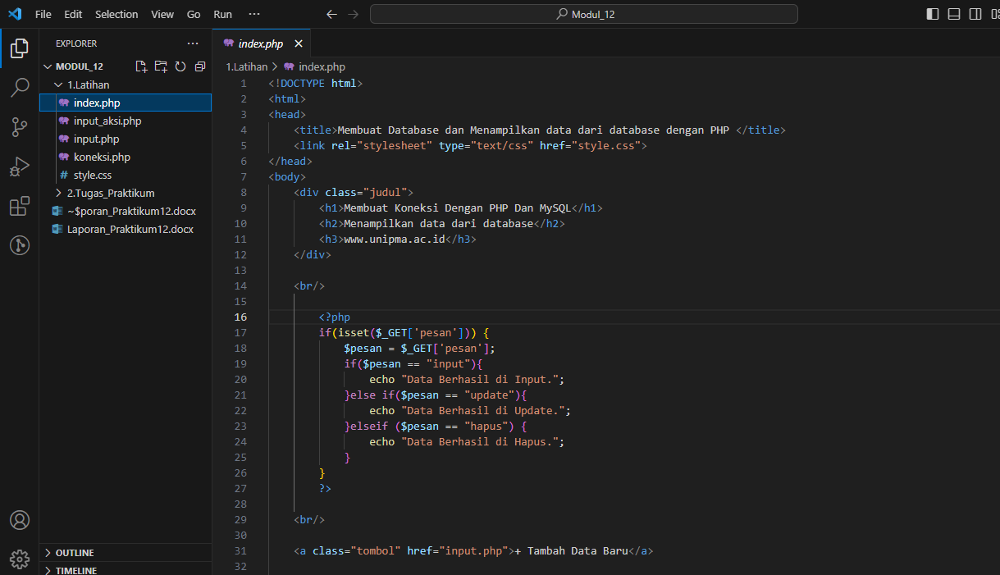 File Edit Selection View Go Run ···
Modul_12
EXPLORER ···
MODUL_12
1.Latihan
index.php
input_aksi.php
input.php
koneksi.php
# style.css
2.Tugas_Praktikum
~$poran_Praktikum12.docx
Laporan_Praktikum12.docx
OUTLINE
TIMELINE
index.php
1.Latihan > index.php
1 <!DOCTYPE html>
2 <html>
3 <head>
4 <title>Membuat Database dan Menampilkan data dari database dengan PHP </title>
5 <link rel="stylesheet" type="text/css" href="style.css">
6 </head>
7 <body>
8 <div class="judul">
9 <h1>Membuat Koneksi Dengan PHP Dan MySQL</h1>
10 <h2>Menampilkan data dari database</h2>
11 <h3>www.unipma.ac.id</h3>
12 </div>
13
14 <br/>
15
16 <?php
17 if(isset($_GET['pesan'])) {
18 $pesan = $_GET['pesan'];
19 if($pesan == "input"){
20 echo "Data Berhasil di Input.";
21 }else if($pesan == "update"){
22 echo "Data Berhasil di Update.";
23 }elseif ($pesan == "hapus") {
24 echo "Data Berhasil di Hapus.";
25 }
26 }
27 ?>
28
29 <br/>
30
31 <a class="tombol" href="input.php">+ Tambah Data Baru</a>
32